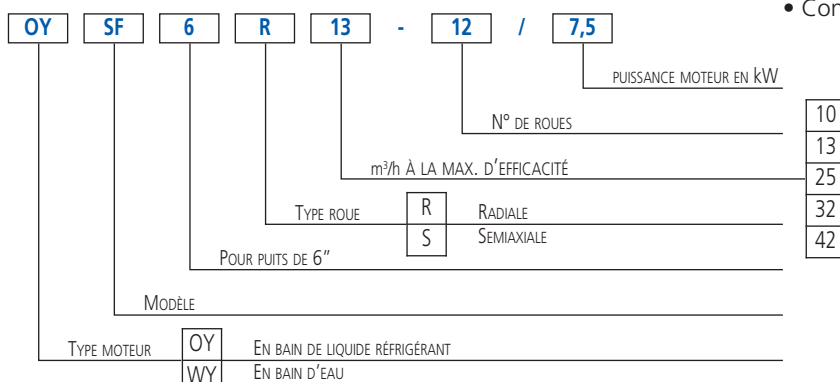 • Con
OY SF 6 R 13 - 12 / 7,5
PUISSANCE MOTEUR EN kW
N° DE ROUES
m³/h À LA MAX. D'EFFICACITÉ
10
13
25
32
42
TYPE ROUE R RADIALE
S SEMIAXIALE
POUR PUITS DE 6"
MODÈLE
TYPE MOTEUR OY EN BAIN DE LIQUIDE RÉFRIGÉRANT
WY EN BAIN D'EAU